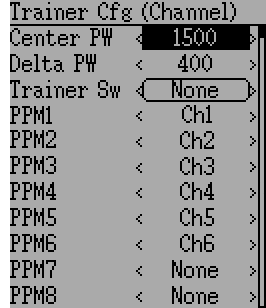 Trainer Cfg (Channel)
Center PW < 1500 >
Delta PW < 400 >
Trainer Sw < None >
PPM1 < Ch1 >
PPM2 < Ch2 >
PPM3 < Ch3 >
PPM4 < Ch4 >
PPM5 < Ch5 >
PPM6 < Ch6 >
PPM7 < None >
PPM8 < None >